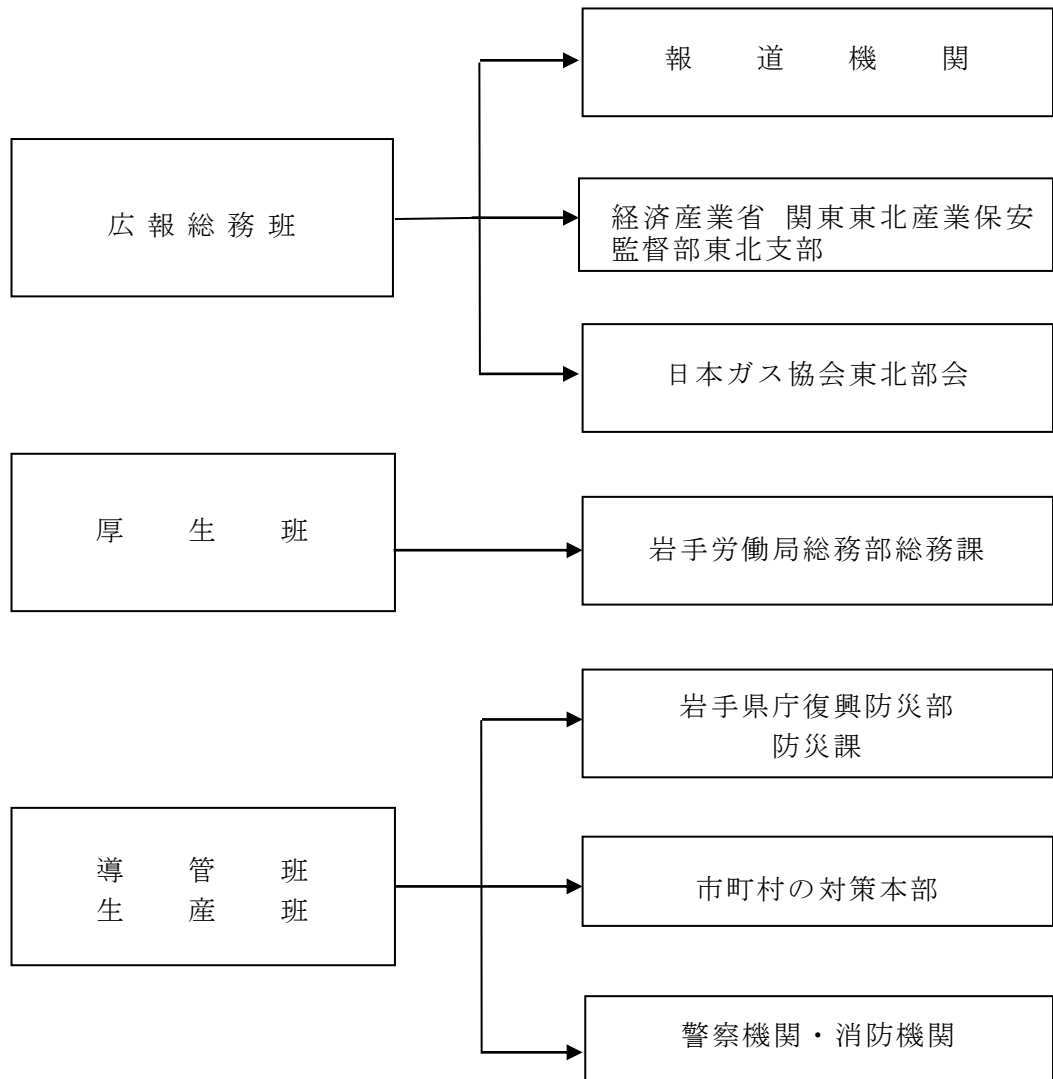 報道機関
広報総務班
経済産業省 関東東北産業保安
監督部東北支部
日本ガス協会東北部会
厚生班
岩手労働局総務部総務課
岩手県庁復興防災部
防災課
導管班
生産班
市町村の対策本部
警察機関・消防機関